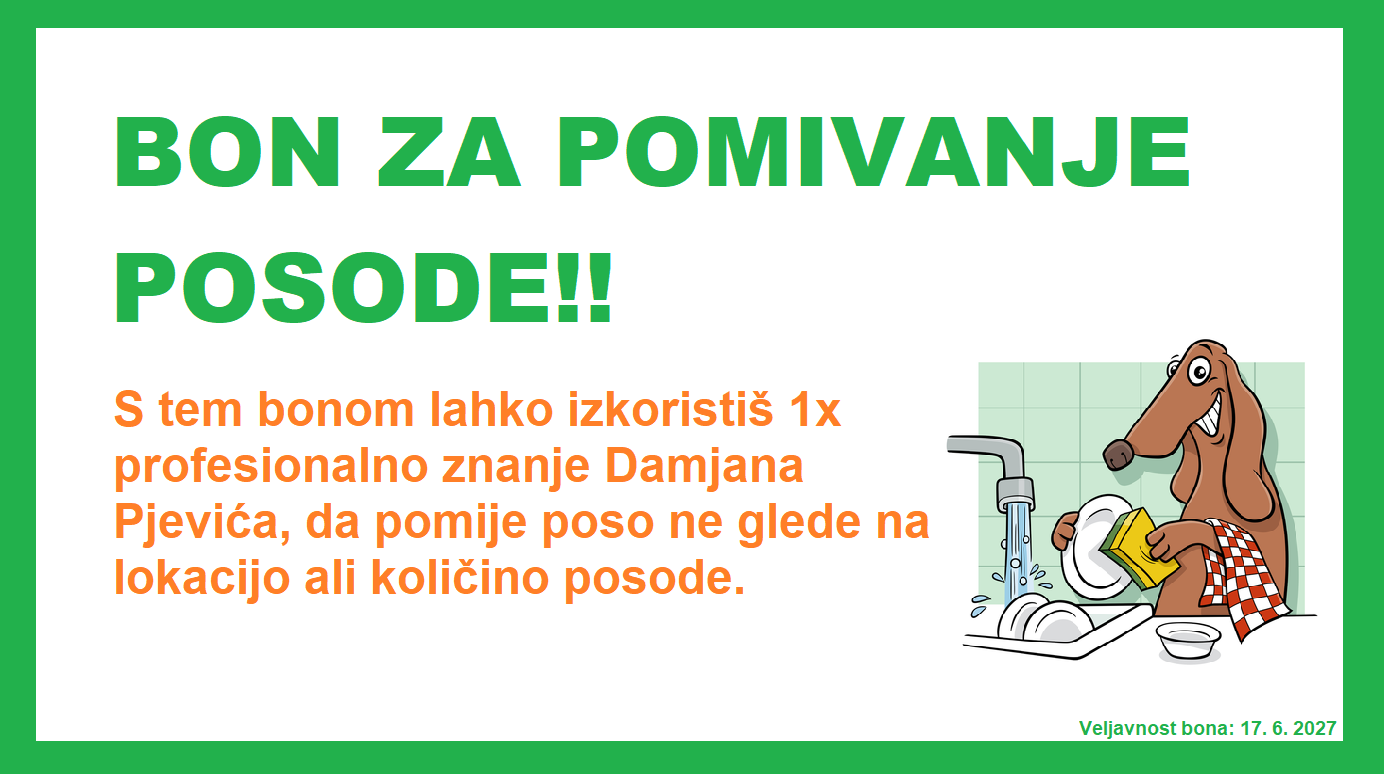 BON ZA POMIVANJE
POSODE!!
S tem bonom lahko izkoristiš 1x
profesionalno znanje Damjana
Pjevića, da pomije poso ne glede na
lokacijo ali količino posode.
Veljavnost bona: 17. 6. 2027